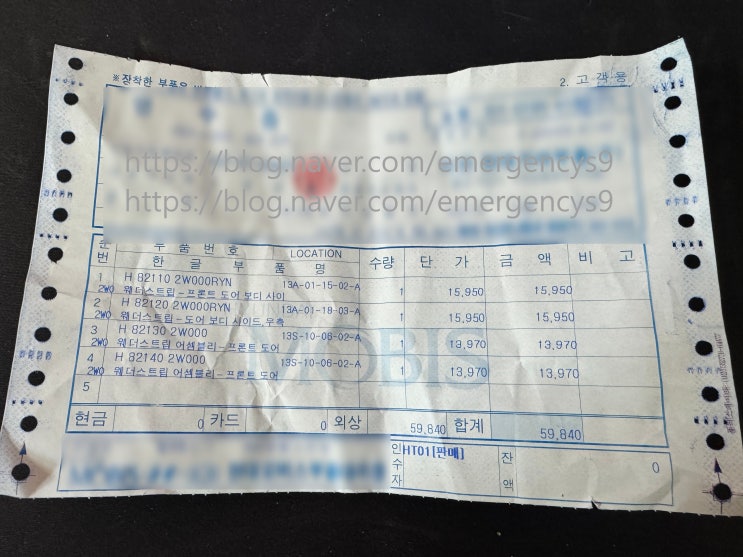 ※장착한 부품은
2. 고객용
https://blog.naver.com/emergencys9
https://blog.naver.com/emergencys9
번 부품번호 LOCATION 수량 단가 금액 비고
한글부품명
1 H 82110 2W000RYN 13A-01-15-02-A 1 15,950 15,950
2W0 웨더스트립-프론트 도어 보디 사이
2 H 82120 2W000RYN 13A-01-18-03-A 1 15,950 15,950
2W0 웨더스트립-도어 보디 사이드,우측
3 H 82130 2W000 13S-10-06-02-A 1 13,970 13,970
2W0 웨더스트립 어셈블리-프론트 도어
4 H 82140 2W000 13S-10-06-02-A 1 13,970 13,970
2W0 웨더스트립 어셈블리-프론트 도어
5
MOBIS
현금 0 카드 0 외상 59,840 합계 59,840
인수자 HT01[판매] 잔액 0